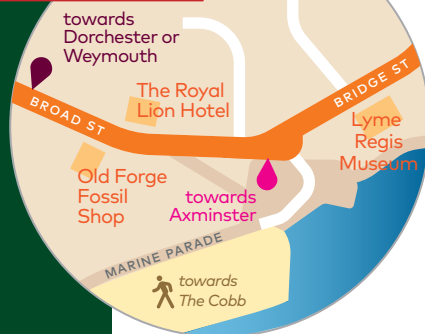 towards
Dorchester or
Weymouth
The Royal
Lion Hotel
BROAD ST
BRIDGE ST
Lyme
Regis
Museum
Old Forge
Fossil
Shop
towards
Axminster
MARINE PARADE
towards
The Cobb